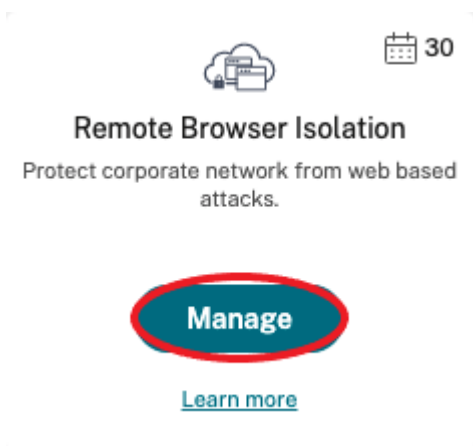 30
Remote Browser Isolation
Protect corporate network from web based
attacks.
Manage
Learn more